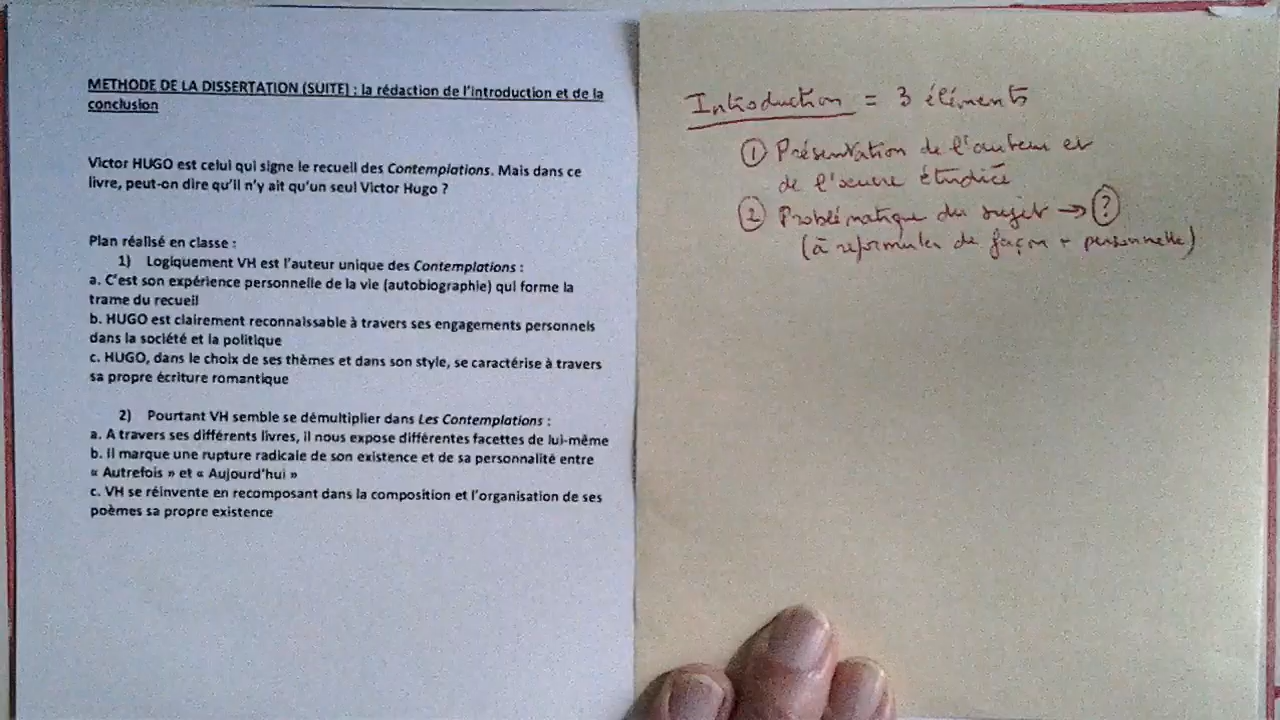 METHODE DE LA DISSERTATION (SUITE) : la rédaction de l'introduction et de la
conclusion
Victor HUGO est celui qui signe le recueil des Contemplations. Mais dans ce
livre, peut-on dire qu'il n'y ait qu'un seul Victor Hugo ?
Plan réalisé en classe :
1) Logiquement VH est l'auteur unique des Contemplations :
a. C'est son expérience personnelle de la vie (autobiographie) qui forme la
trame du recueil
b. HUGO est clairement reconnaissable à travers ses engagements personnels
dans la société et la politique
c. HUGO, dans le choix de ses thèmes et dans son style, se caractérise à travers
sa propre écriture romantique
2) Pourtant VH semble se démultiplier dans Les Contemplations :
a. A travers ses différents livres, il nous expose différentes facettes de lui-même
b. Il marque une rupture radicale de son existence et de sa personnalité entre
« Autrefois » et « Aujourd'hui »
c. VH se réinvente en recomposant dans la composition et l'organisation de ses
poèmes sa propre existence
Introduction = 3 éléments
① Présentation de l'auteur et
de l'œuvre étudiée
② Problématique du sujet → ?
(à reformuler de façon + personnelle)